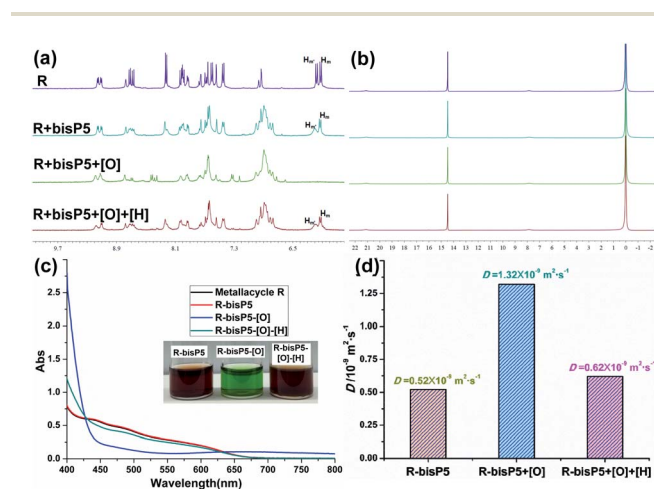 (a)
R
Hm' Hm
R+bisP5
Hm' Hm
R+bisP5+[O]
R+bisP5+[O]+[H]
Hm' Hm
9.7 8.9 8.1 7.3 6.5
(b)
22 21 20 19 18 17 16 15 14 13 12 11 10 9 8 7 6 5 4 3 2 1 0 -1 -2
(c)
Metallacycle R
R-bisP5
R-bisP5-[O]
R-bisP5-[O]-[H]
R-bisP5 R-bisP5-[O] R-bisP5-
[O]-[H]
Abs
2.5
2.0
1.5
1.0
0.5
0.0
400 450 500 550 600 650 700 750 800
Wavelength(nm)
(d)
D/10⁻⁹ m²·s⁻¹
1.25
1.00
0.75
0.50
0.25
0.00
D=0.52X10⁻⁹ m²·s⁻¹
D=1.32X10⁻⁹ m²·s⁻¹
D=0.62X10⁻⁹ m²·s⁻¹
R-bisP5 R-bisP5+[O] R-bisP5+[O]+[H]